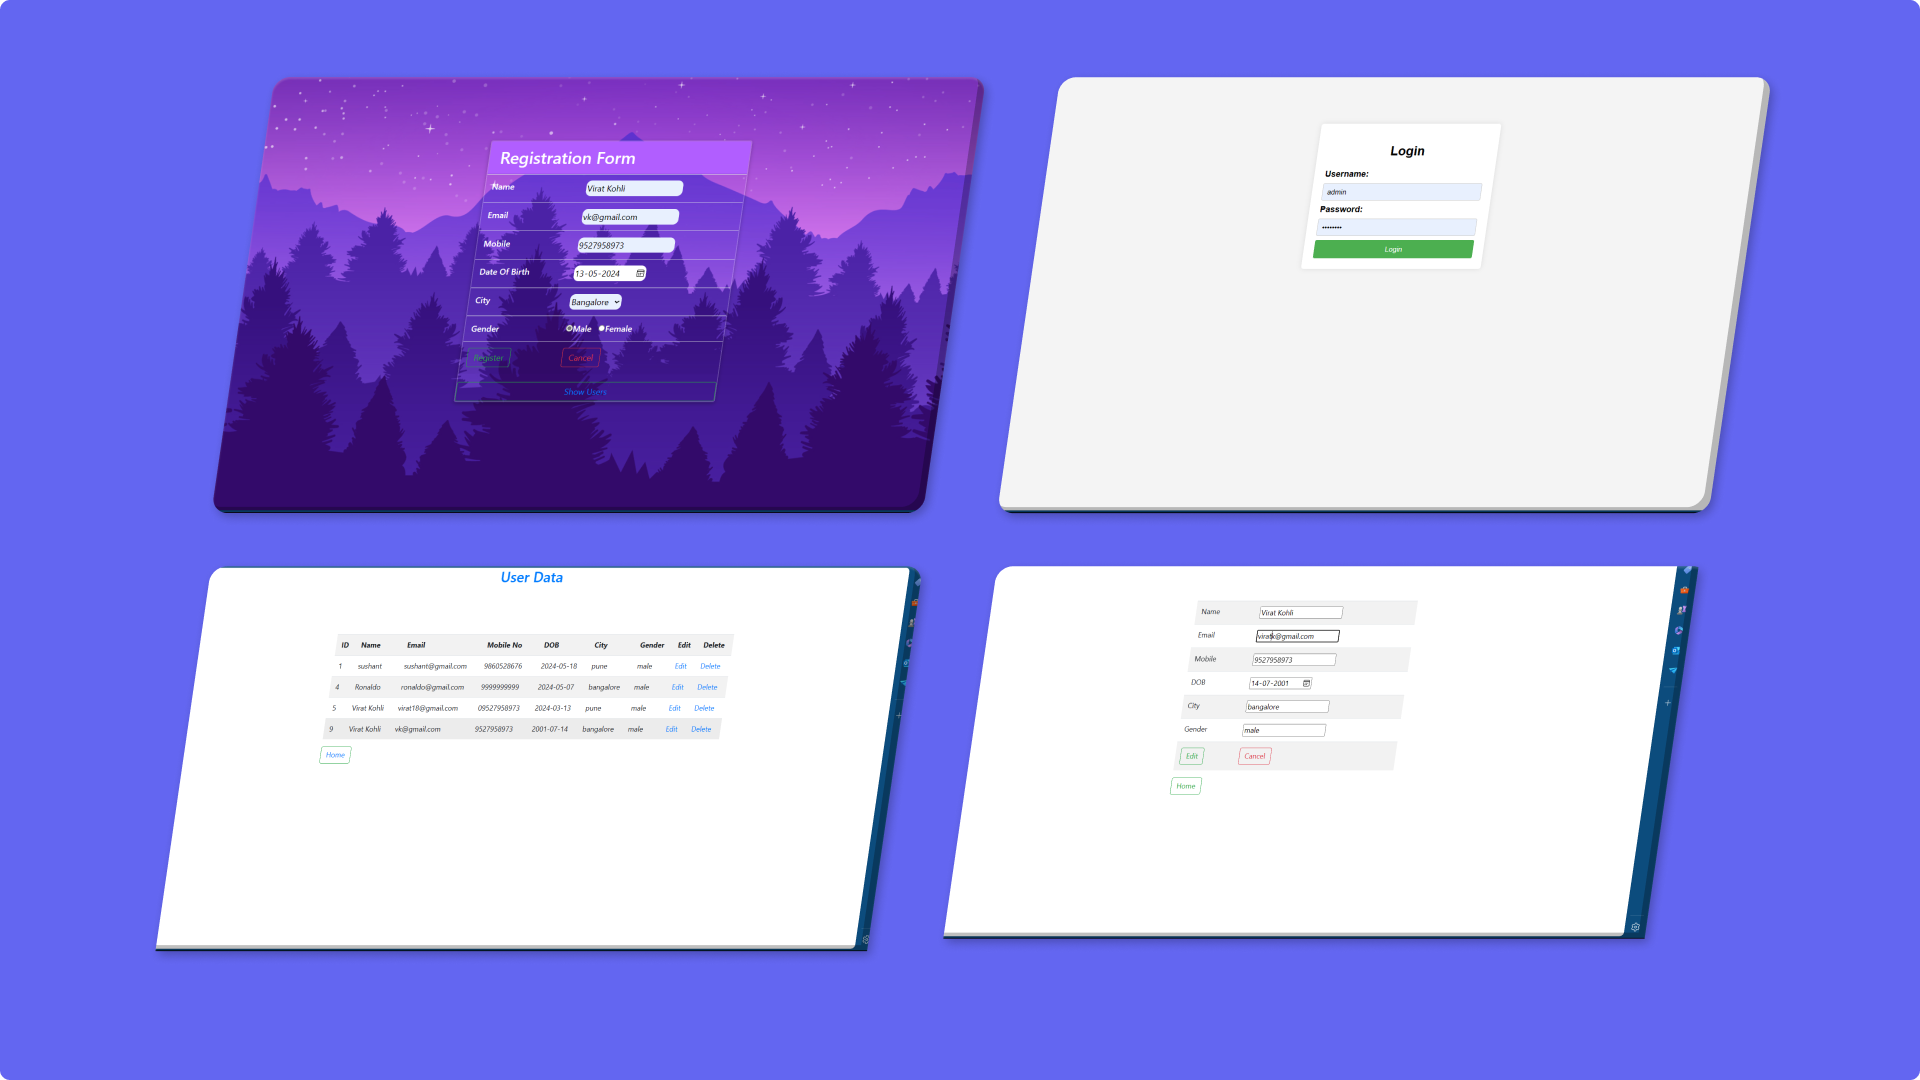 Registration Form
Name Virat Kohli
Email vk@gmail.com
Mobile 9527958973
Date Of Birth 13-05-2024
City Bangalore
Gender Male Female
Register Cancel
Show Users
Login
Username:
admin
Password:
••••••••
Login
User Data
ID Name Email Mobile No DOB City Gender Edit Delete
1 sushant sushant@gmail.com 9860528676 2024-05-18 pune male Edit Delete
4 Ronaldo ronaldo@gmail.com 9999999999 2024-05-07 bangalore male Edit Delete
5 Virat Kohli virat18@gmail.com 09527958973 2024-03-13 pune male Edit Delete
9 Virat Kohli vk@gmail.com 9527958973 2001-07-14 bangalore male Edit Delete
Home
Name Virat Kohli
Email viratk@gmail.com
Mobile 9527958973
DOB 14-07-2001
City bangalore
Gender male
Edit Cancel
Home